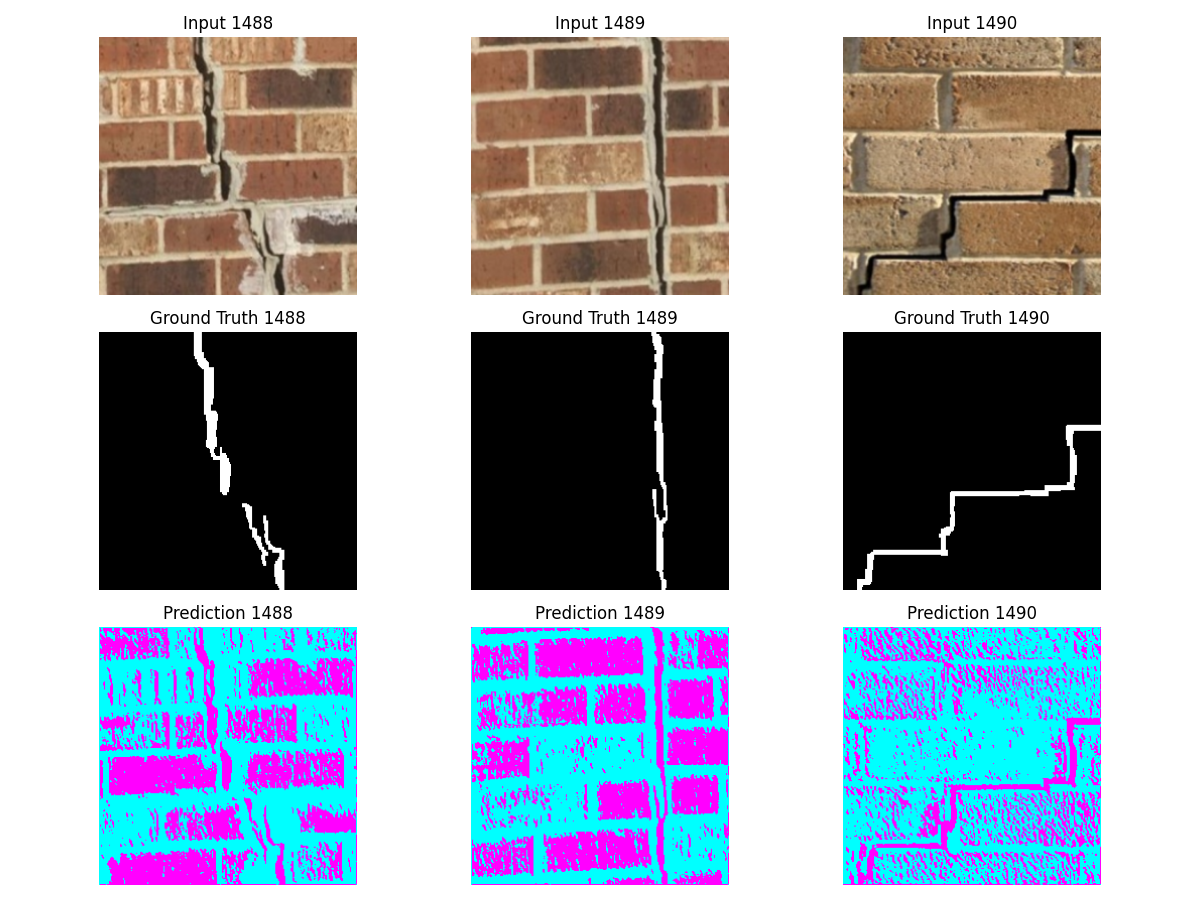 Input 1488
Input 1489
Input 1490
Ground Truth 1488
Ground Truth 1489
Ground Truth 1490
Prediction 1488
Prediction 1489
Prediction 1490